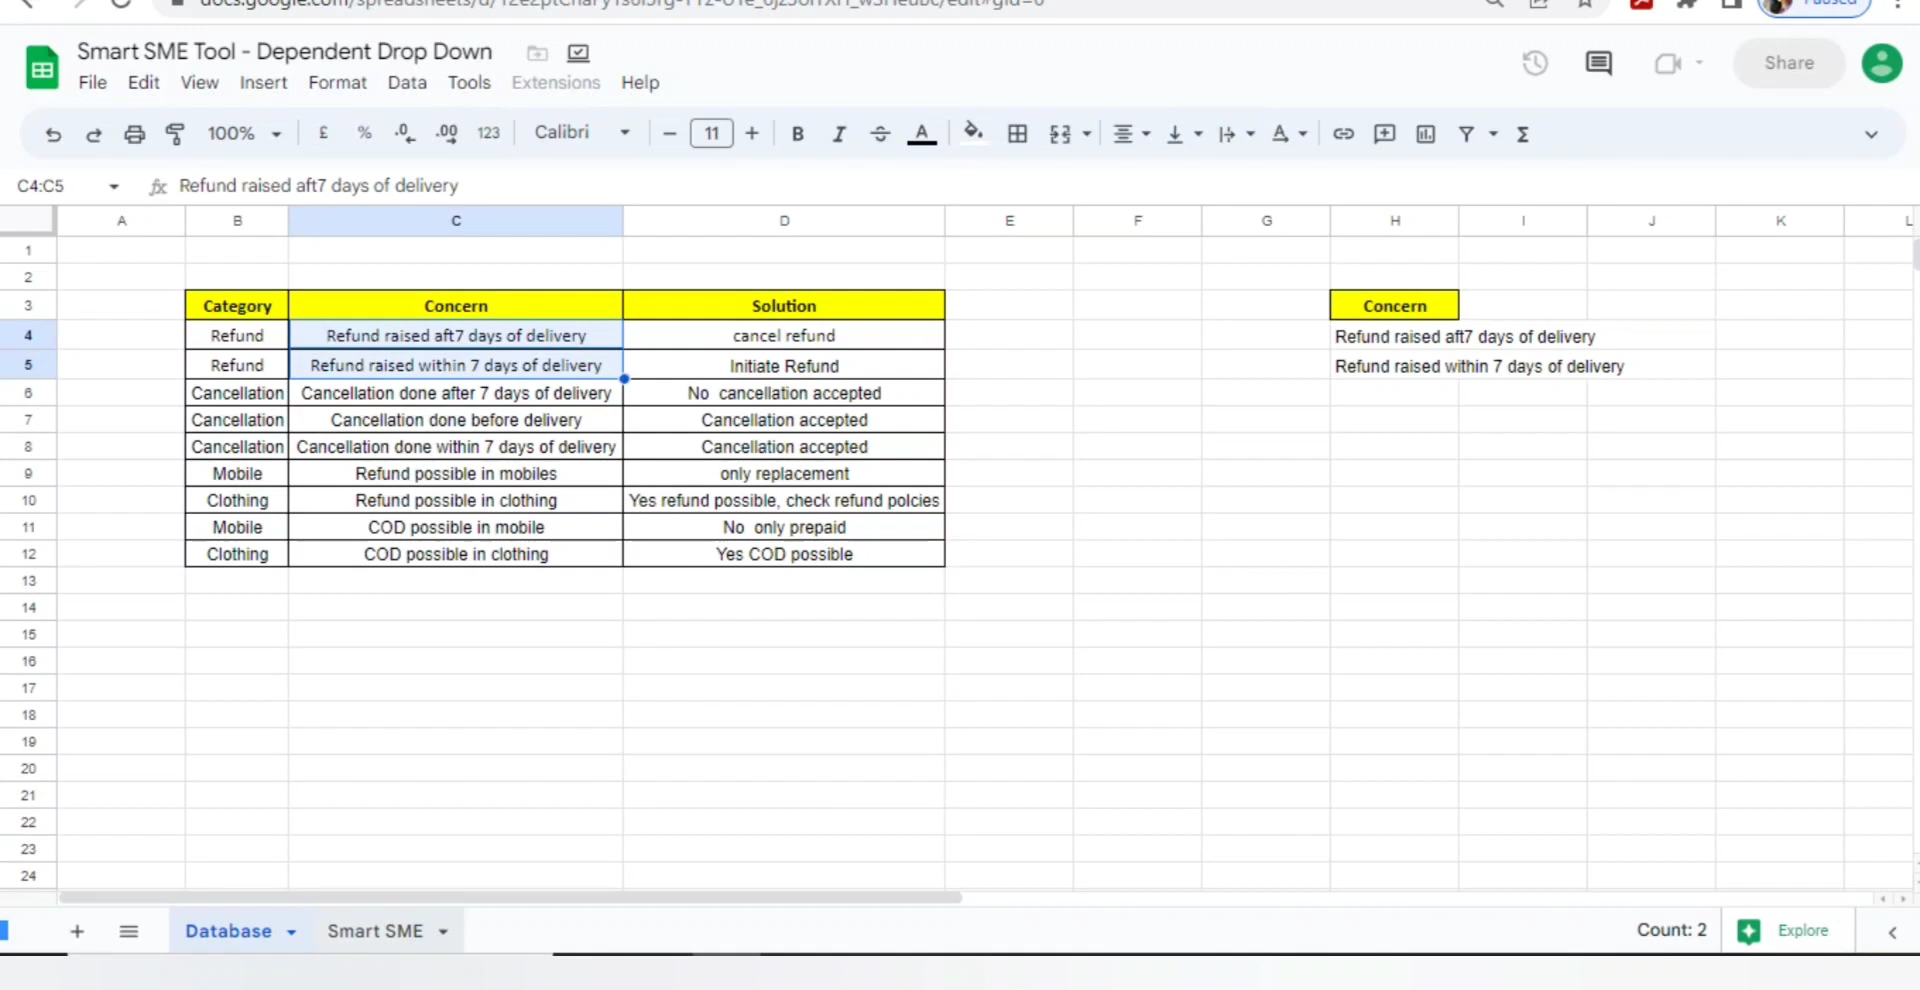 Smart SME Tool - Dependent Drop Down
File Edit View Insert Format Data Tools Extensions Help
Share
100% £ % .0 .00 123 Calibri 11 B I S A
C4:C5 fx Refund raised aft7 days of delivery
A B C D E F G H I J K L
1
2
3 Category Concern Solution Concern
4 Refund Refund raised aft7 days of delivery cancel refund Refund raised aft7 days of delivery
5 Refund Refund raised within 7 days of delivery Initiate Refund Refund raised within 7 days of delivery
6 Cancellation Cancellation done after 7 days of delivery No cancellation accepted
7 Cancellation Cancellation done before delivery Cancellation accepted
8 Cancellation Cancellation done within 7 days of delivery Cancellation accepted
9 Mobile Refund possible in mobiles only replacement
10 Clothing Refund possible in clothing Yes refund possible, check refund polcies
11 Mobile COD possible in mobile No only prepaid
12 Clothing COD possible in clothing Yes COD possible
13
14
15
16
17
18
19
20
21
22
23
24
Database Smart SME Count: 2 Explore